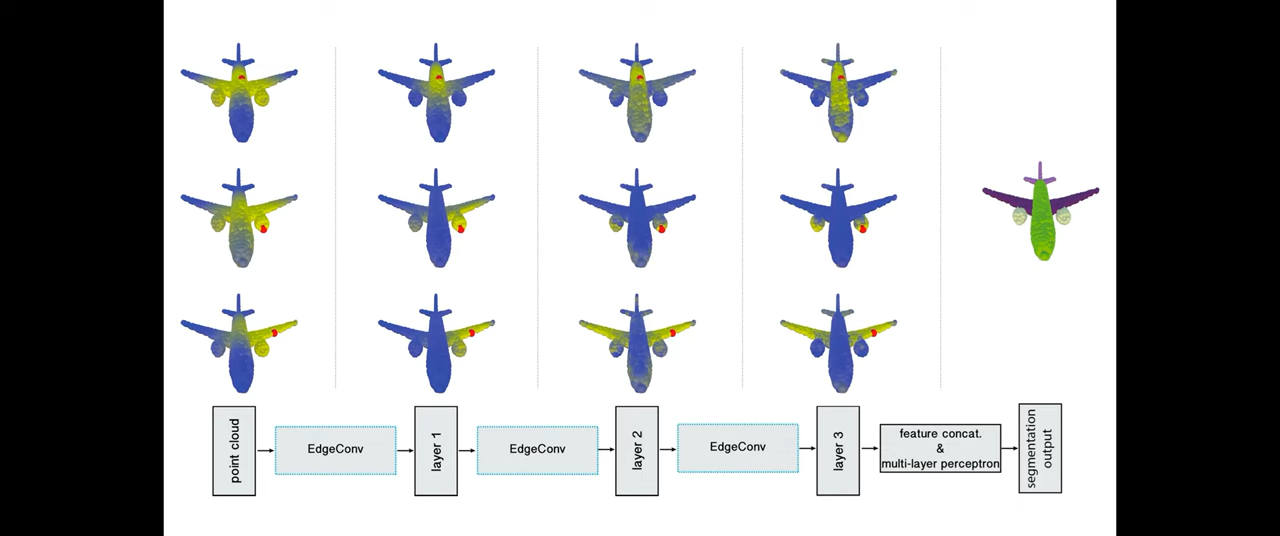 point cloud
EdgeConv
layer 1
EdgeConv
layer 2
EdgeConv
layer 3
feature concat.
&
multi-layer perceptron
segmentation
output